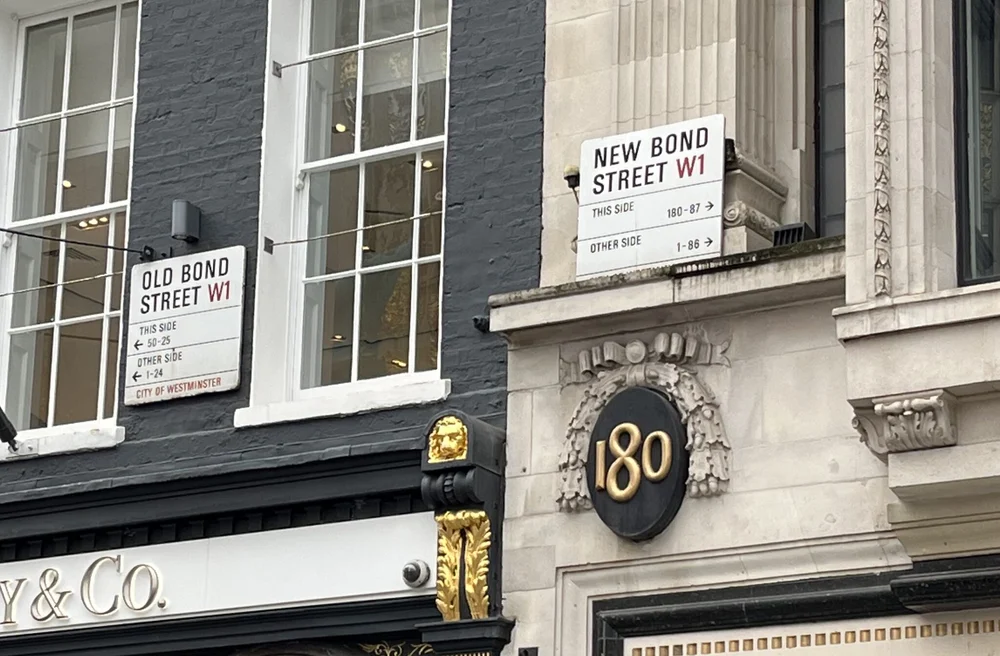 OLD BOND
STREET W1
THIS SIDE
← 50-25
OTHER SIDE
← 1-24
CITY OF WESTMINSTER
NEW BOND
STREET W1
THIS SIDE 180-87 →
OTHER SIDE 1-86 →
180
Y & CO.